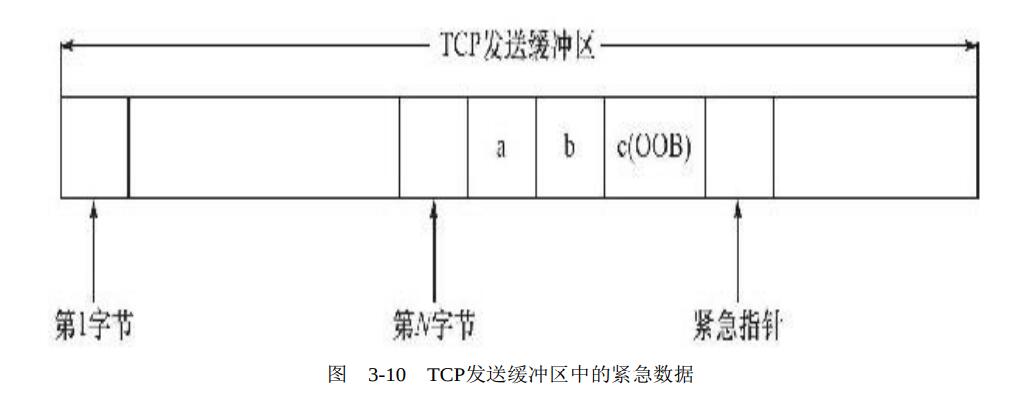 TCP发送缓冲区
a
b
c(OOB)
第1字节
第N字节
紧急指针
图 3-10 TCP发送缓冲区中的紧急数据